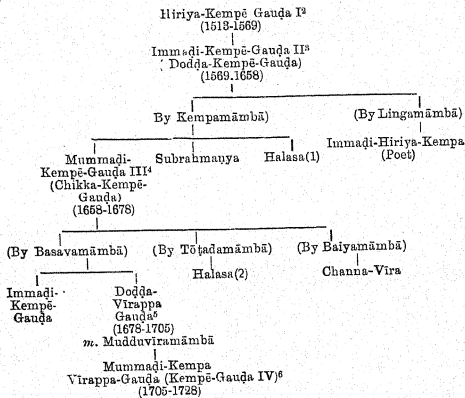 Hiriya-Kempē Gauḍa I²
(1513-1569)
Immaḍi-Kempē-Gauḍa II³
(Doḍḍa-Kempē-Gauḍa)
(1569.1658)
(By Kempamāmbā)
(By Lingamāmbā)
Mummaḍi-
Kempē-Gauḍa III⁴
(Chikka-Kempē-
Gauḍa)
(1658-1678)
Subrahmaṇya
Halasa(1)
Immaḍi-Hiriya-Kempa
(Poet)
(By Basavamāmbā)
(By Tōṭadamāmbā)
(By Baiyamāmbā)
Halasa(2)
Channa-Vīra
Immaḍi-
Kempē-
Gauḍa
Doḍḍa-
Vīrappa
Gauḍa⁵
(1678-1705)
m. Mudduvīramāmbā
Mummaḍi-Kempa
Vīrappa-Gauḍa (Kempē-Gauḍa IV)⁶
(1705-1728)